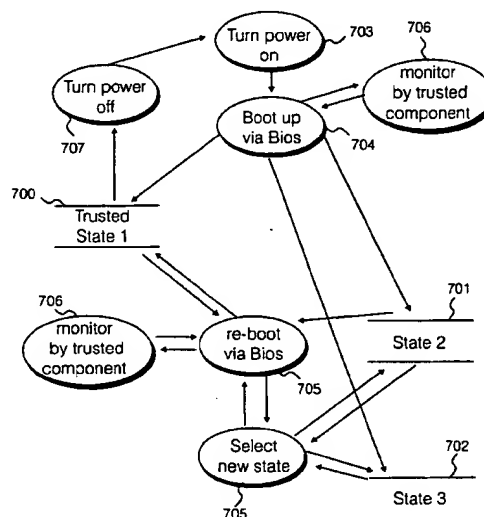 Turn power
on
703
706
monitor
by trusted
component
Turn power
off
707
Boot up
via Bios
704
700
Trusted
State 1
706
monitor
by trusted
component
re-boot
via Bios
705
701
State 2
Select
new state
705
702
State 3